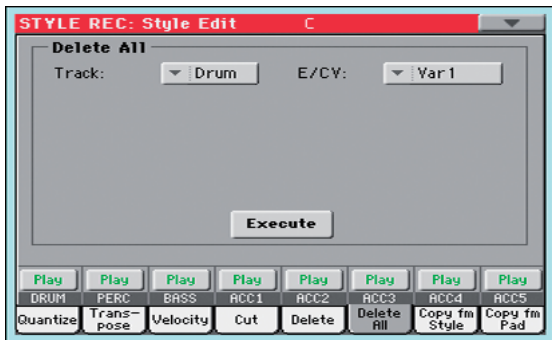 STYLE REC: Style Edit C
Delete All
Track: Drum E/CV: Var1
Execute
Play Play Play Play Play Play Play Play
DRUM PERC BASS ACC1 ACC2 ACC3 ACC4 ACC5
Quantize Trans-
pose Velocity Cut Delete Delete
All Copy fm
Style Copy fm
Pad